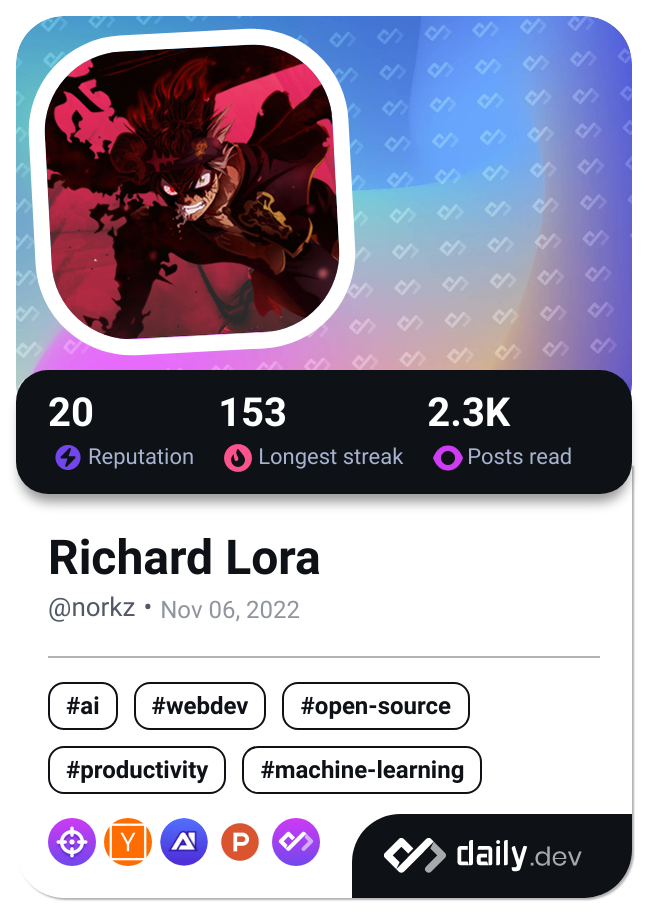 20 153 2.3K
Reputation Longest streak Posts read
Richard Lora
@norkz • Nov 06, 2022
#ai #webdev #open-source
#productivity #machine-learning
Y AI P
daily.dev